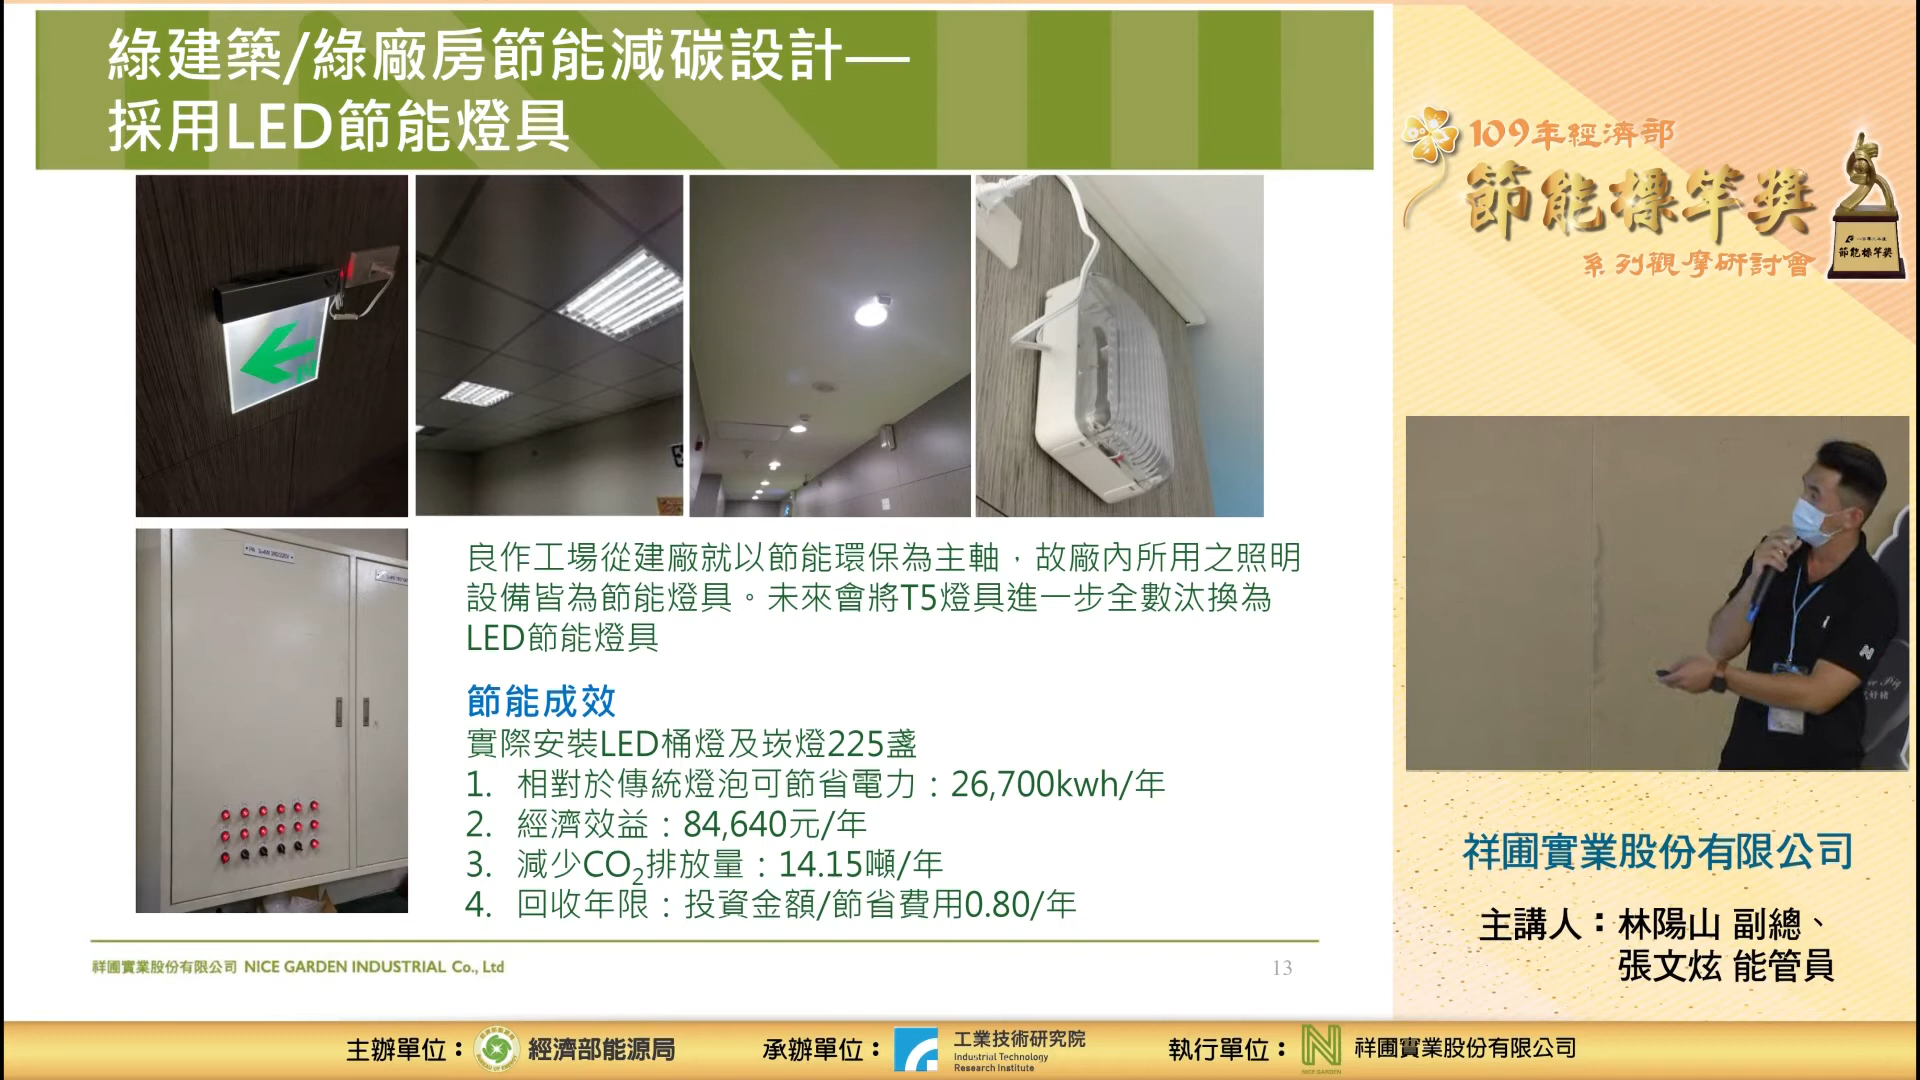 綠建築/綠廠房節能減碳設計—
採用LED節能燈具
良作工場從建廠就以節能環保為主軸，故廠內所用之照明
設備皆為節能燈具。未來會將T5燈具進一步全數汰換為
LED節能燈具
節能成效
實際安裝LED桶燈及崁燈225盞
1. 相對於傳統燈泡可節省電力：26,700kwh/年
2. 經濟效益：84,640元/年
3. 減少CO₂排放量：14.15噸/年
4. 回收年限：投資金額/節省費用0.80/年
祥圃實業股份有限公司 NICE GARDEN INDUSTRIAL Co., Ltd
13
109年經濟部
節能標竿獎
系列觀摩研討會
節能標竿獎
祥圃實業股份有限公司
主講人：林陽山 副總、
張文炫 能管員
主辦單位： 經濟部能源局
承辦單位： 工業技術研究院
Industrial Technology
Research Institute
執行單位： 祥圃實業股份有限公司
NICE GARDEN